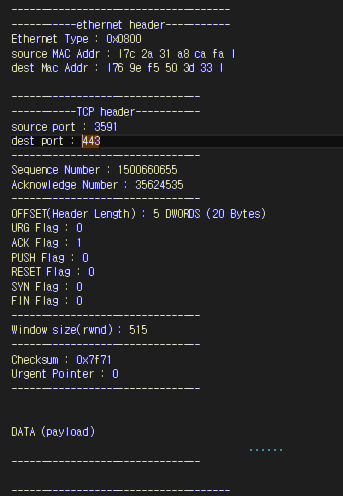 ----------------------------------
-----------ethernet header-----------
Ethernet Type : 0x0800
source MAC Addr : |7c 2a 31 a8 ca fa |
dest Mac Addr : |76 9e f5 50 3d 33 |
-----------------------------
-----------TCP header-----------
source port : 3591
dest port : 443
-----------------------------
Sequence Number : 1500660655
Acknowledge Number : 35624535
-----------------------------
OFFSET(Header Length) : 5 DWORDS (20 Bytes)
URG Flag : 0
ACK Flag : 1
PUSH Flag : 0
RESET Flag : 0
SYN Flag : 0
FIN Flag : 0
-----------------------------
Window size(rwnd) : 515
-----------------------------
Checksum : 0x7f71
Urgent Pointer : 0
-----------------------------
DATA (payload)
......
-----------------------------
----------------------------------